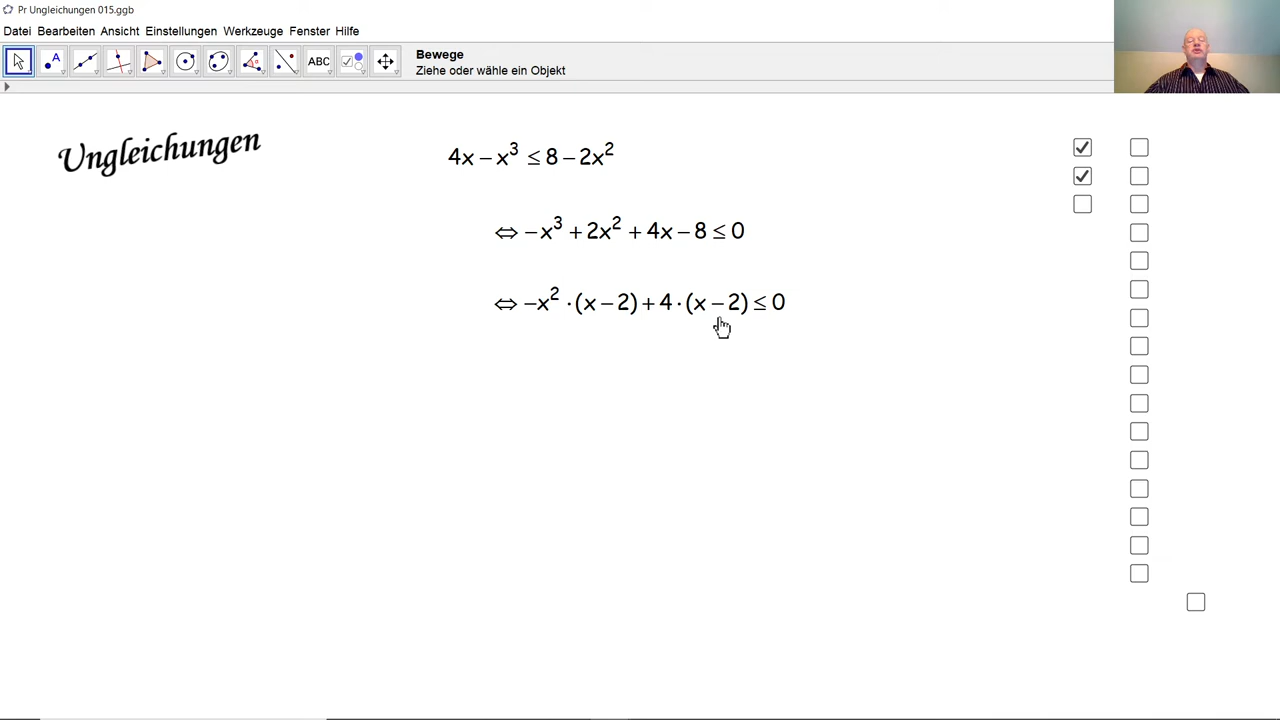 Pr Ungleichungen 015.ggb
Datei Bearbeiten Ansicht Einstellungen Werkzeuge Fenster Hilfe
A
ABC
Bewege
Ziehe oder wähle ein Objekt
Ungleichungen
4x − x³ ≤ 8 − 2x²
⇔ −x³ + 2x² + 4x − 8 ≤ 0
⇔ −x² · (x − 2) + 4 · (x − 2) ≤ 0